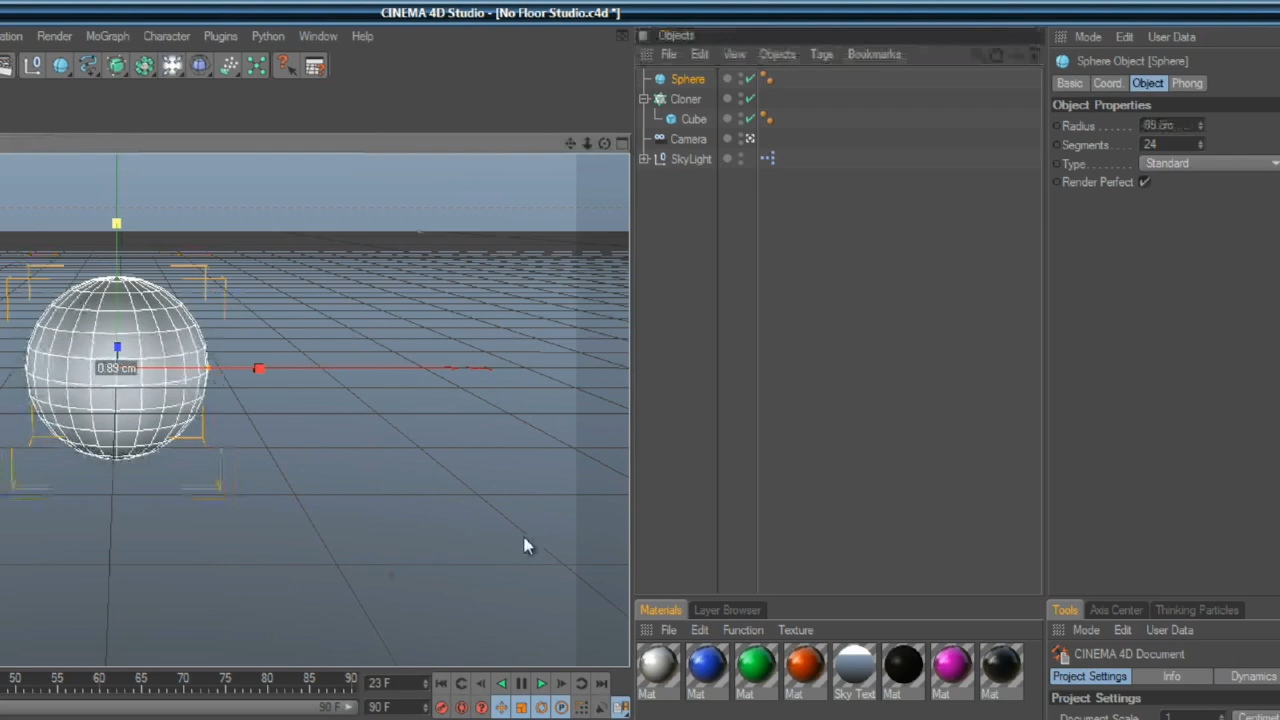 CINEMA 4D Studio - [No Floor Studio.c4d *]
ation Render MoGraph Character Plugins Python Window Help
Objects
File Edit View Objects Tags Bookmarks
Sphere
Cloner
Cube
Camera
SkyLight
Mode Edit User Data
Sphere Object [Sphere]
Basic Coord. Object Phong
Object Properties
Radius
Segments 24
Type Standard
Render Perfect
0.89 cm
50 55 60 65 70 75 80 85 90
23 F
90 F
90 F
Materials Layer Browser
File Edit Function Texture
Mat Mat Mat Mat Sky Text Mat Mat Mat
Tools Axis Center Thinking Particles
Mode Edit User Data
CINEMA 4D Document
Project Settings Info Dynamics
Project Settings
Document Scale 1 Centimet